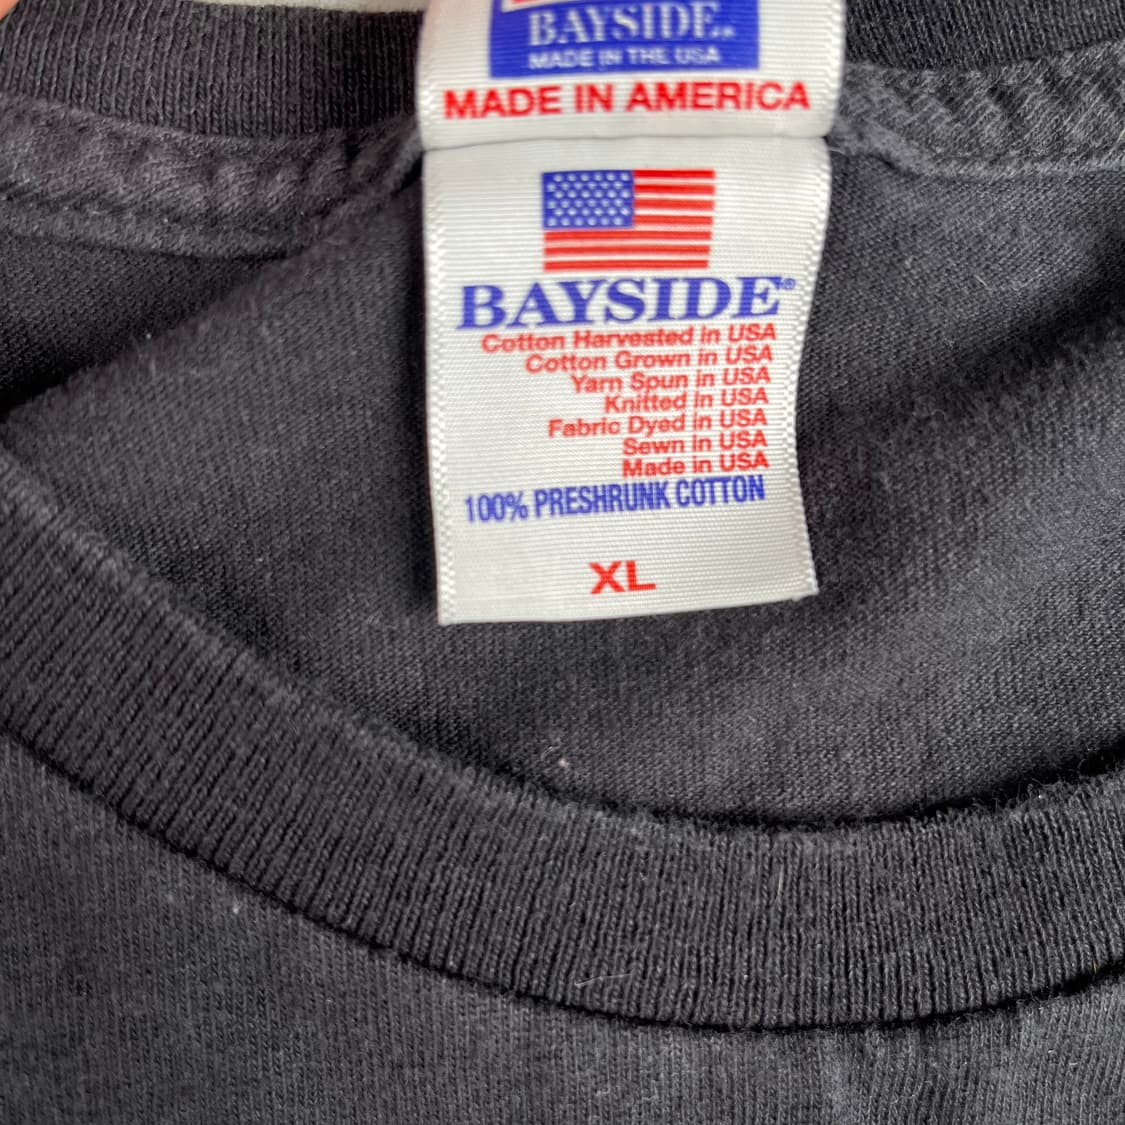 BAYSIDE®
MADE IN THE USA
MADE IN AMERICA
BAYSIDE®
Cotton Harvested in USA
Cotton Grown in USA
Yarn Spun in USA
Knitted in USA
Fabric Dyed in USA
Sewn in USA
Made in USA
100% PRESHRUNK COTTON
XL